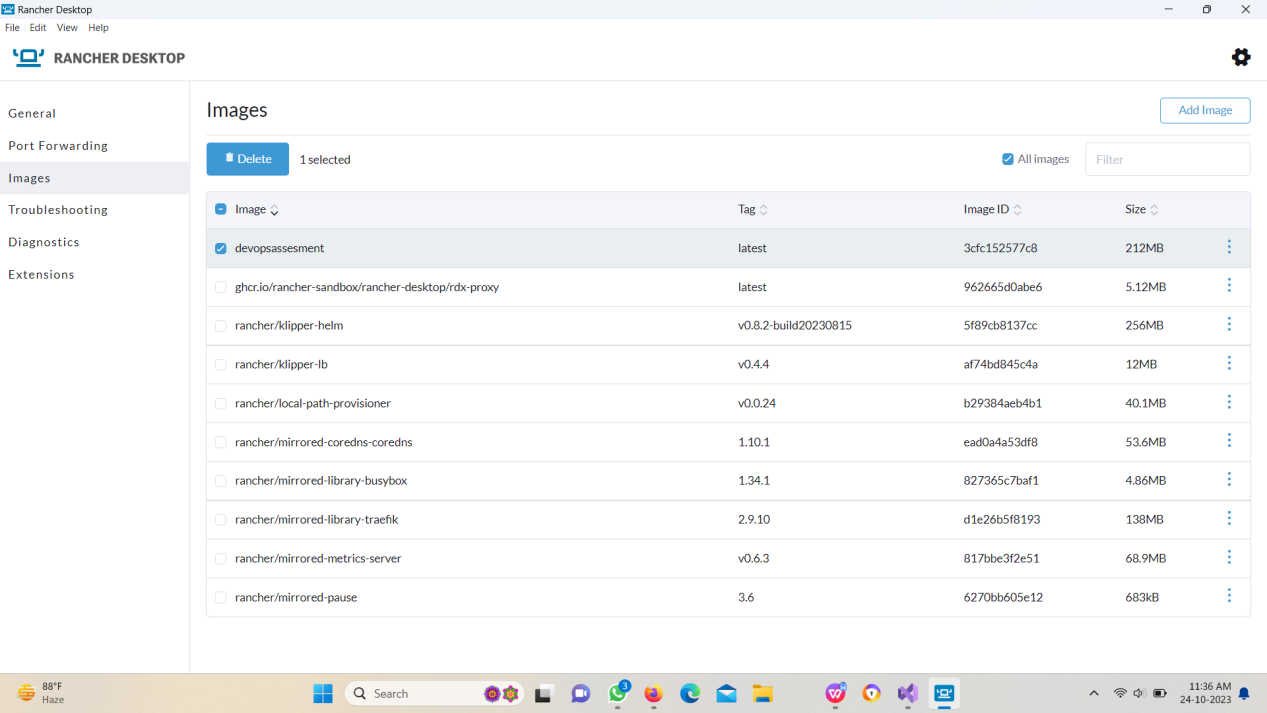 Rancher Desktop
File Edit View Help
RANCHER DESKTOP
General
Port Forwarding
Images
Troubleshooting
Diagnostics
Extensions
Images
Add Image
Delete 1 selected
All images Filter
Image Tag Image ID Size
devopsassesment latest 3cfc152577c8 212MB
ghcr.io/rancher-sandbox/rancher-desktop/rdx-proxy latest 962665d0abe6 5.12MB
rancher/klipper-helm v0.8.2-build20230815 5f89cb8137cc 256MB
rancher/klipper-lb v0.4.4 af74bd845c4a 12MB
rancher/local-path-provisioner v0.0.24 b29384aeb4b1 40.1MB
rancher/mirrored-coredns-coredns 1.10.1 ead0a4a53df8 53.6MB
rancher/mirrored-library-busybox 1.34.1 827365c7baf1 4.86MB
rancher/mirrored-library-traefik 2.9.10 d1e26b5f8193 138MB
rancher/mirrored-metrics-server v0.6.3 817bbe3f2e51 68.9MB
rancher/mirrored-pause 3.6 6270bb605e12 683kB
88°F
Haze
Search
3
11:36 AM
24-10-2023